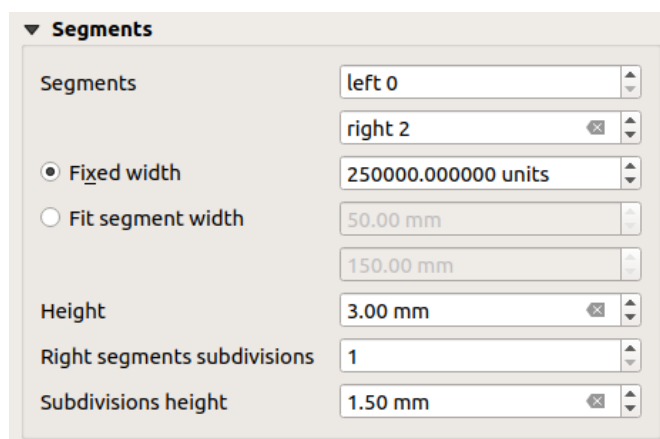 Segments
Segments left 0
right 2
Fixed width 250000.000000 units
Fit segment width 50.00 mm
150.00 mm
Height 3.00 mm
Right segments subdivisions 1
Subdivisions height 1.50 mm